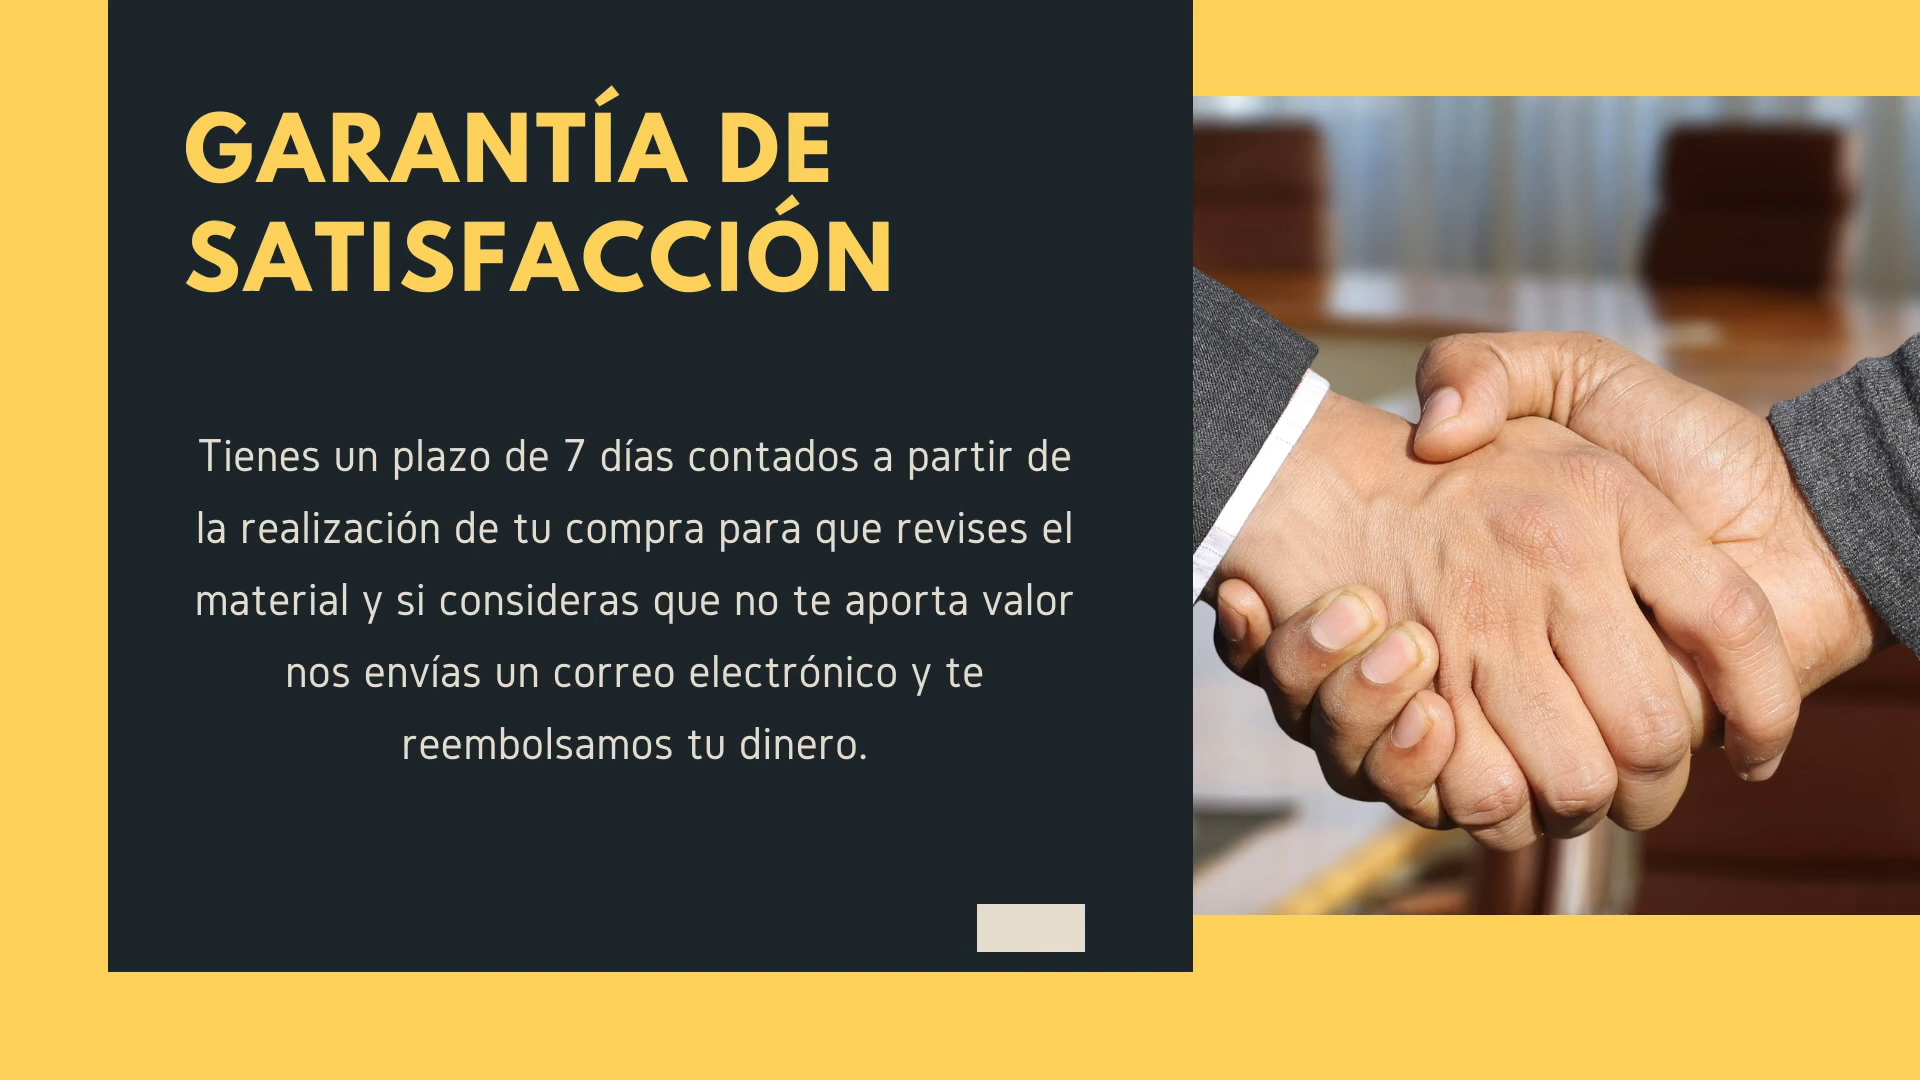 GARANTÍA DE
SATISFACCIÓN
Tienes un plazo de 7 días contados a partir de
la realización de tu compra para que revises el
material y si consideras que no te aporta valor
nos envías un correo electrónico y te
reembolsamos tu dinero.